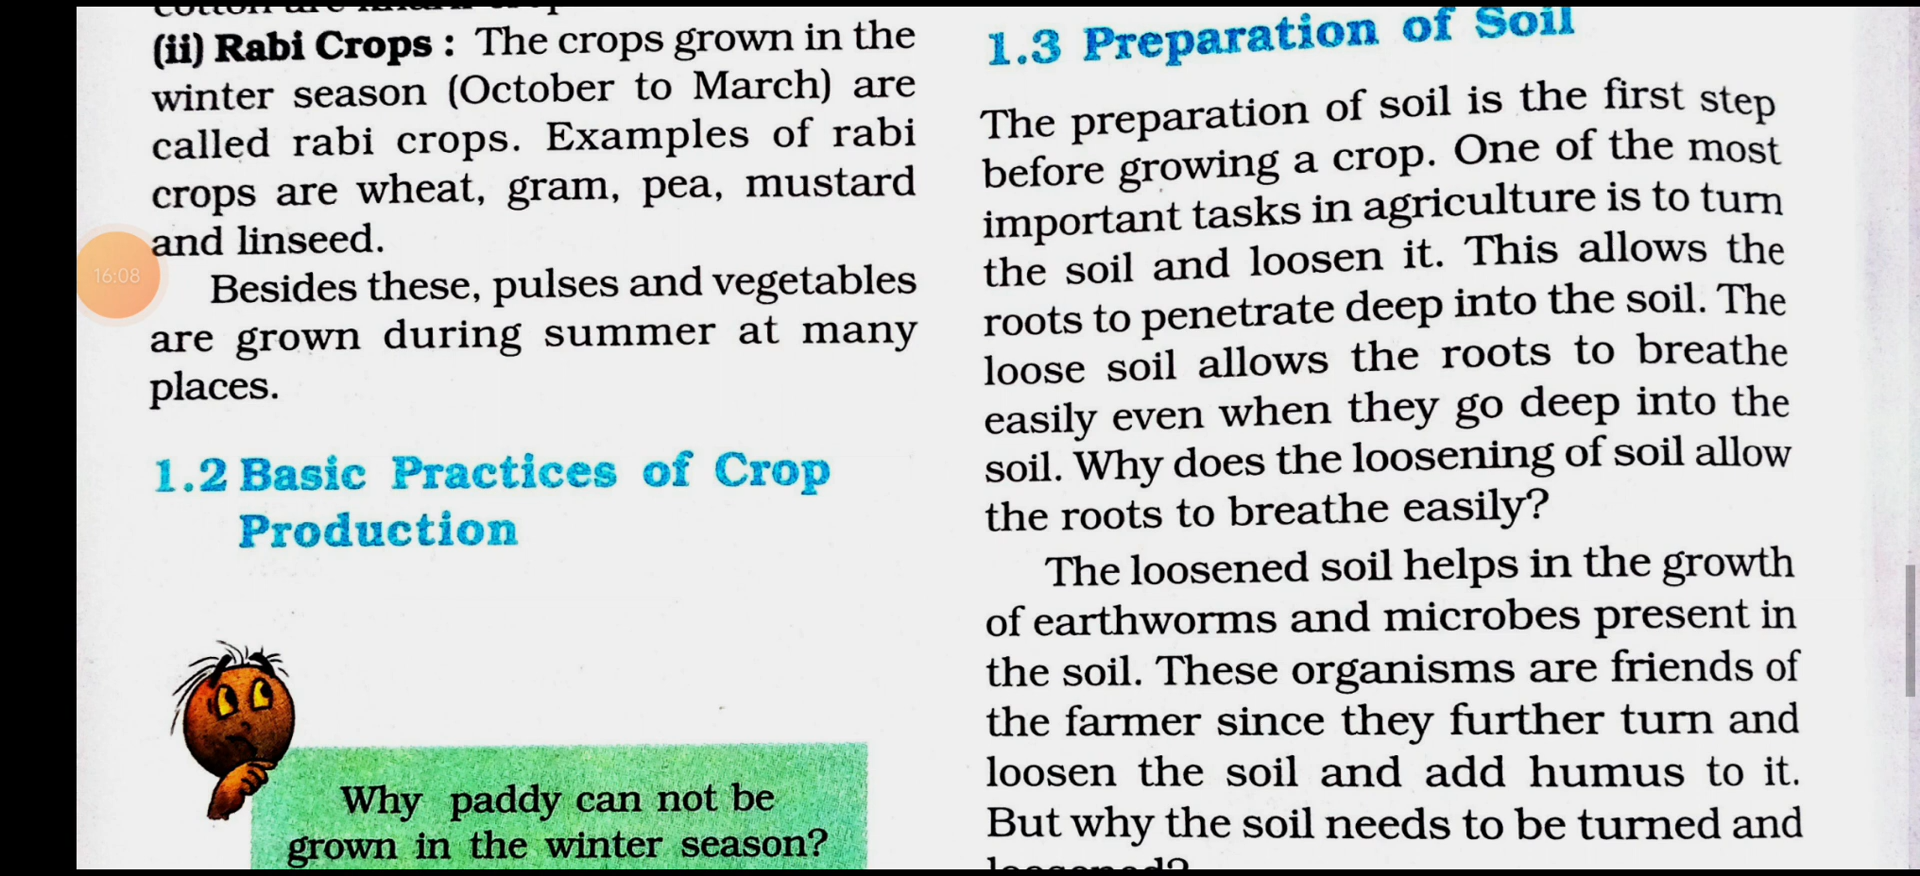 (ii) Rabi Crops : The crops grown in the
winter season (October to March) are
called rabi crops. Examples of rabi
crops are wheat, gram, pea, mustard
and linseed.
Besides these, pulses and vegetables
are grown during summer at many
places.
1.2 Basic Practices of Crop
Production
Why paddy can not be
grown in the winter season?
1.3 Preparation of Soil
The preparation of soil is the first step
before growing a crop. One of the most
important tasks in agriculture is to turn
the soil and loosen it. This allows the
roots to penetrate deep into the soil. The
loose soil allows the roots to breathe
easily even when they go deep into the
soil. Why does the loosening of soil allow
the roots to breathe easily?
The loosened soil helps in the growth
of earthworms and microbes present in
the soil. These organisms are friends of
the farmer since they further turn and
loosen the soil and add humus to it.
But why the soil needs to be turned and
16:08